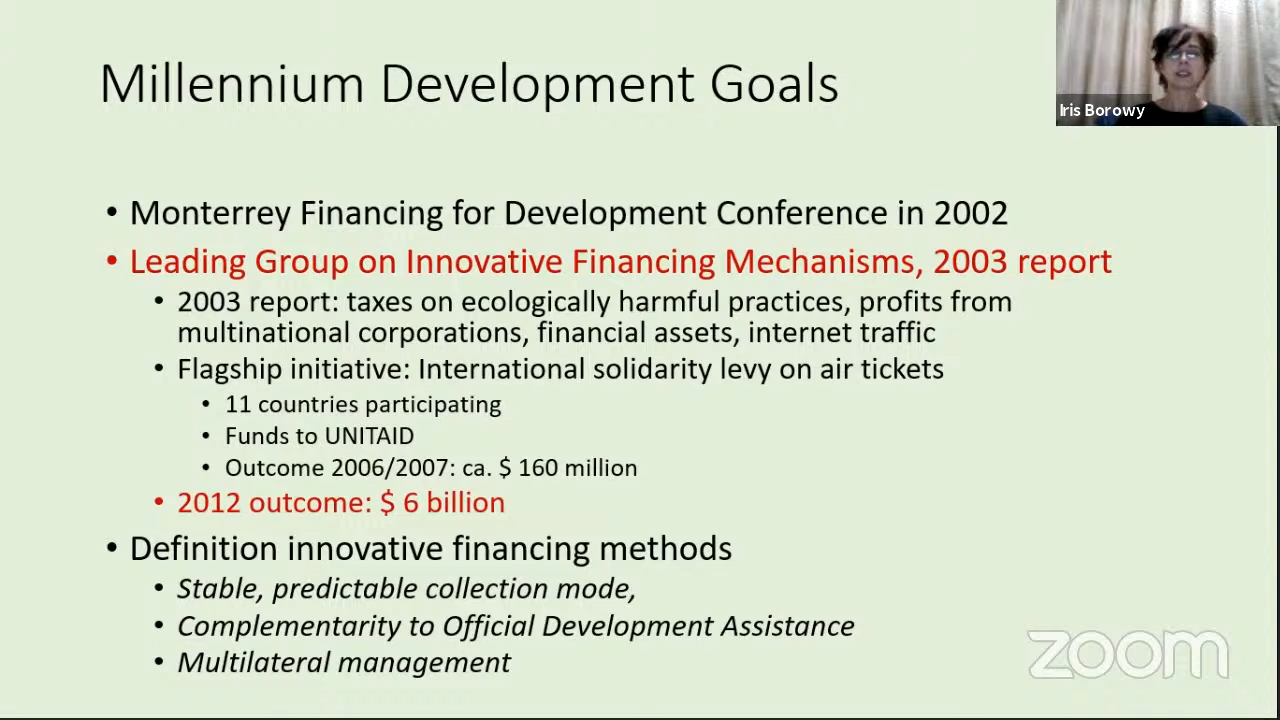 Millennium Development Goals
Iris Borowy
• Monterrey Financing for Development Conference in 2002
• Leading Group on Innovative Financing Mechanisms, 2003 report
• 2003 report: taxes on ecologically harmful practices, profits from
multinational corporations, financial assets, internet traffic
• Flagship initiative: International solidarity levy on air tickets
• 11 countries participating
• Funds to UNITAID
• Outcome 2006/2007: ca. $ 160 million
• 2012 outcome: $ 6 billion
• Definition innovative financing methods
• Stable, predictable collection mode,
• Complementarity to Official Development Assistance
• Multilateral management
zoom